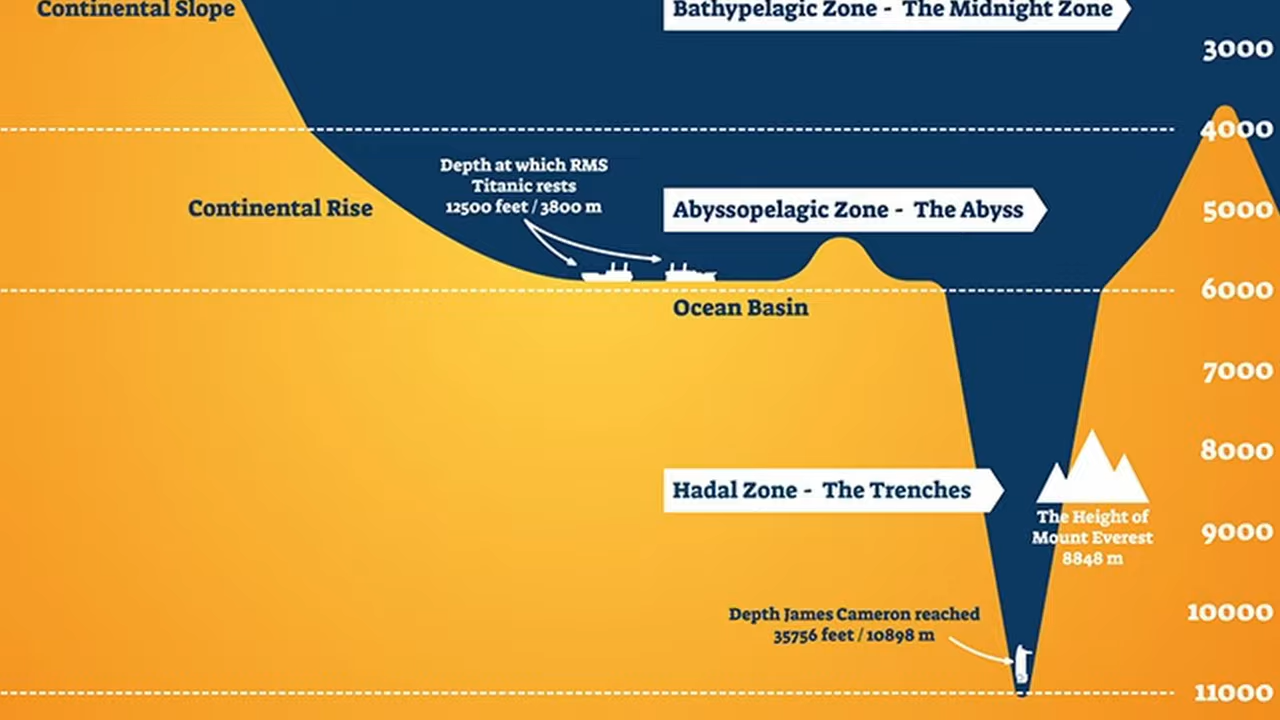 Continental Slope
Bathypelagic Zone - The Midnight Zone
3000
4000
Depth at which RMS
Titanic rests
12500 feet / 3800 m
Continental Rise
Abyssopelagic Zone - The Abyss
5000
6000
Ocean Basin
7000
8000
Hadal Zone - The Trenches
The Height of
Mount Everest
8848 m
9000
10000
Depth James Cameron reached
35756 feet / 10898 m
11000